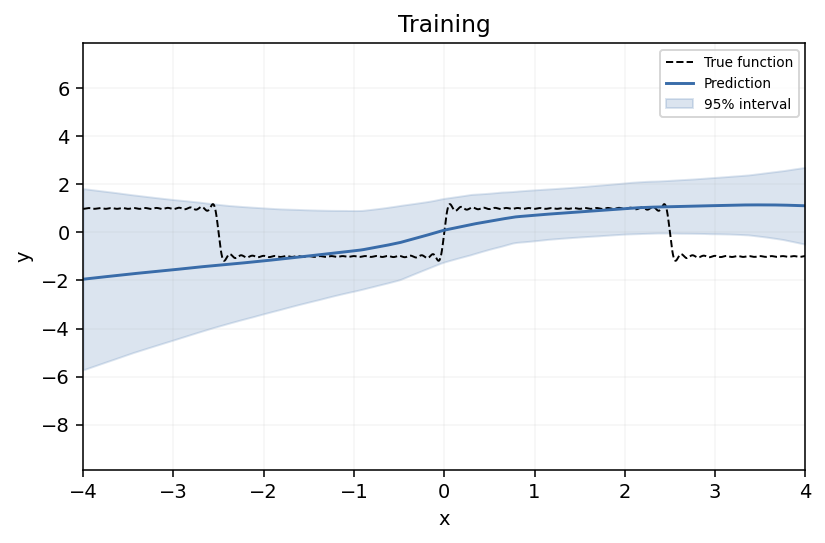 Training
True function
Prediction
95% interval
y
6
4
2
0
−2
−4
−6
−8
−4 −3 −2 −1 0 1 2 3 4
x